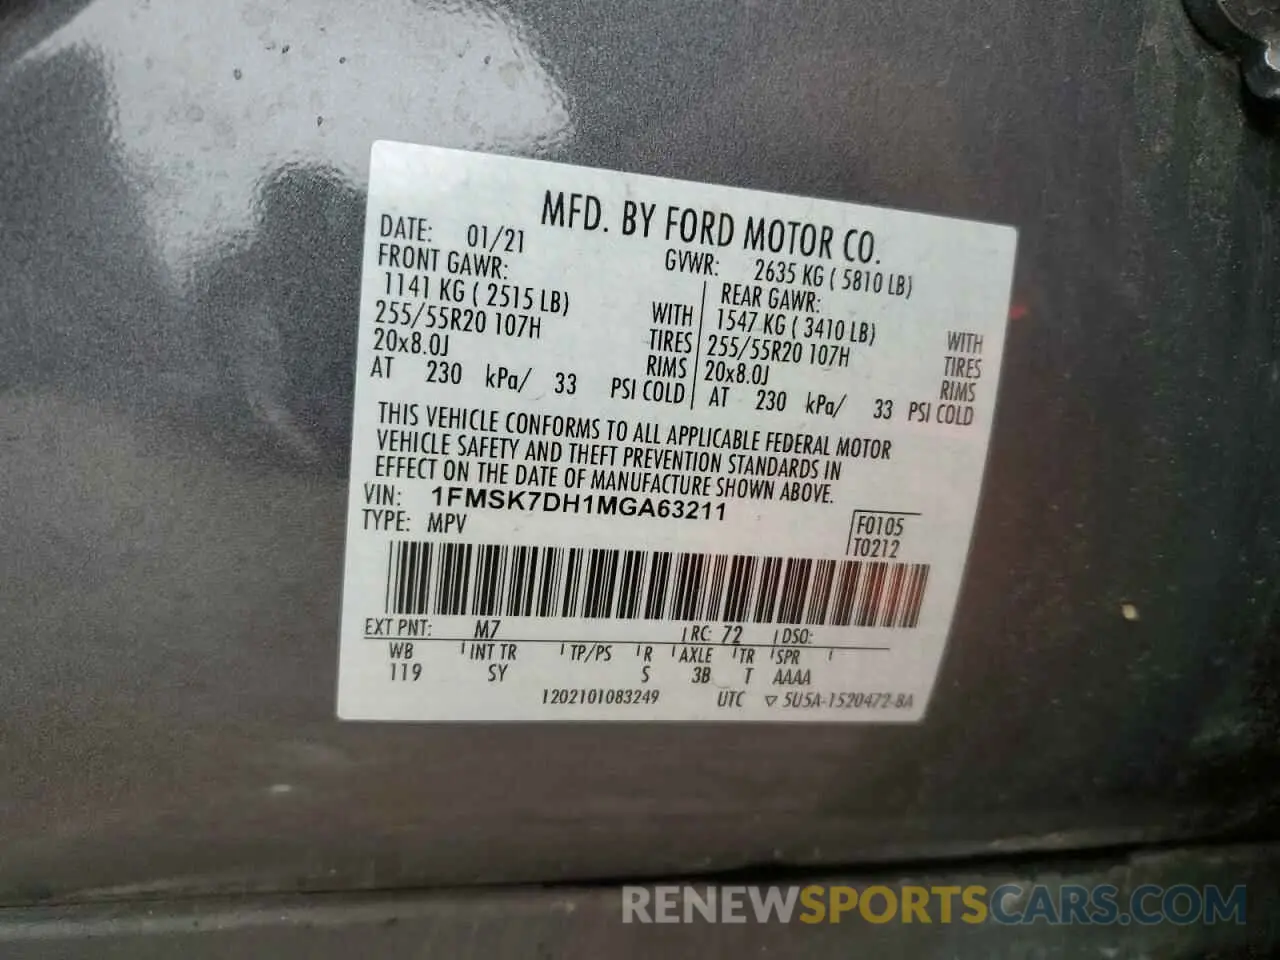 MFD. BY FORD MOTOR CO.
DATE: 01/21 GVWR: 2635 KG ( 5810 LB)
FRONT GAWR: REAR GAWR:
1141 KG ( 2515 LB) WITH 1547 KG ( 3410 LB) WITH
255/55R20 107H TIRES 255/55R20 107H TIRES
20x8.0J RIMS 20x8.0J RIMS
AT 230 kPa/ 33 PSI COLD AT 230 kPa/ 33 PSI COLD
THIS VEHICLE CONFORMS TO ALL APPLICABLE FEDERAL MOTOR
VEHICLE SAFETY AND THEFT PREVENTION STANDARDS IN
EFFECT ON THE DATE OF MANUFACTURE SHOWN ABOVE.
VIN: 1FMSK7DH1MGA63211
TYPE: MPV
F0105
T0212
EXT PNT: M7 RC: 72 DSO:
WB INT TR TP/PS R AXLE TR SPR
119 SY S 3B T AAAA
1202101083249 UTC ▽ 5U5A-1520472-8A
RENEWSPORTSCARS.COM